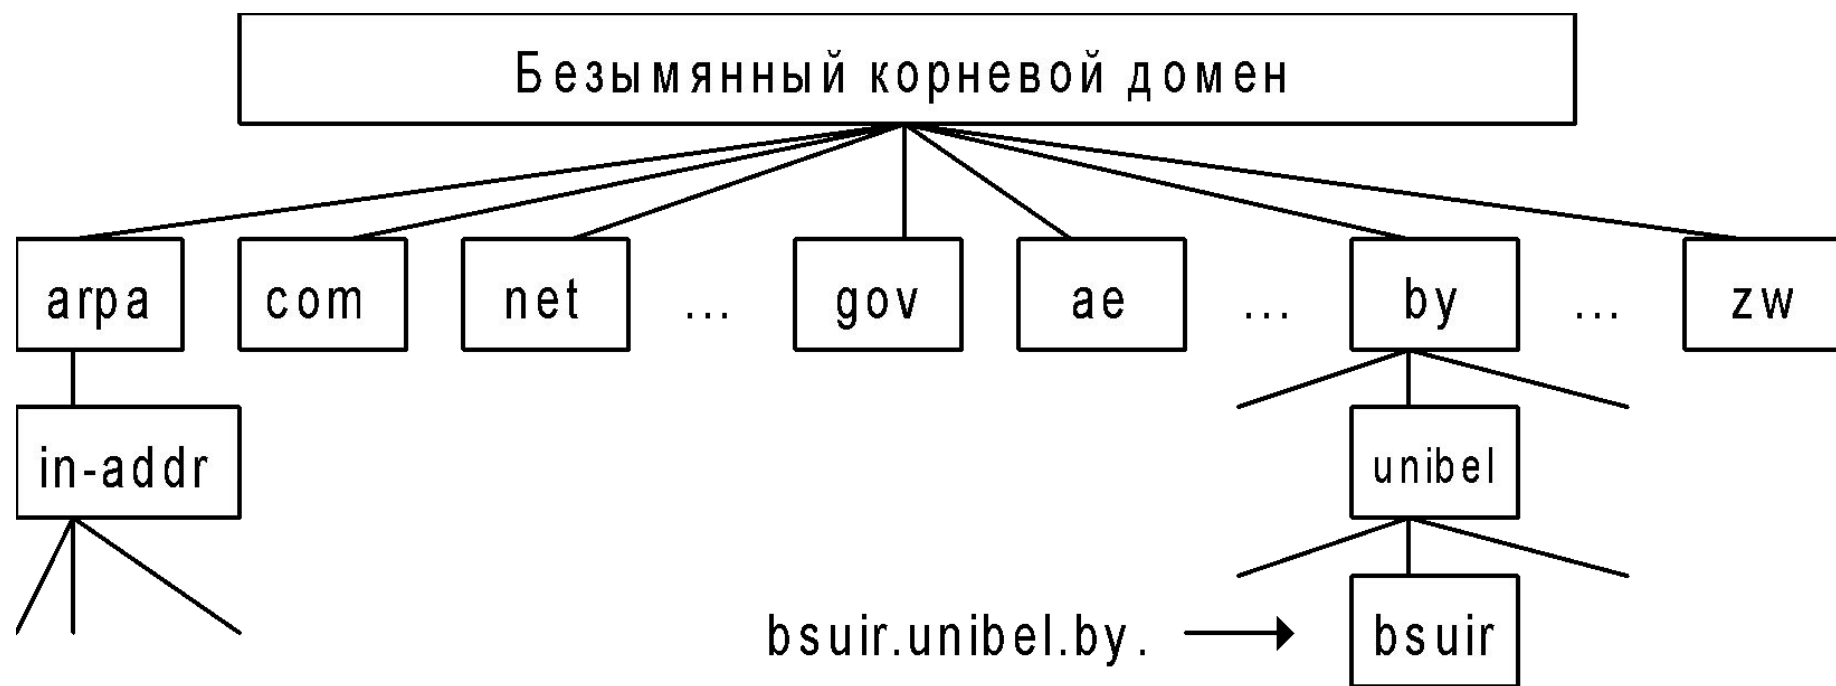 Безымянный корневой домен
arpa com net ... gov ae ... by ... zw
in-addr unibel
bsuir.unibel.by. bsuir